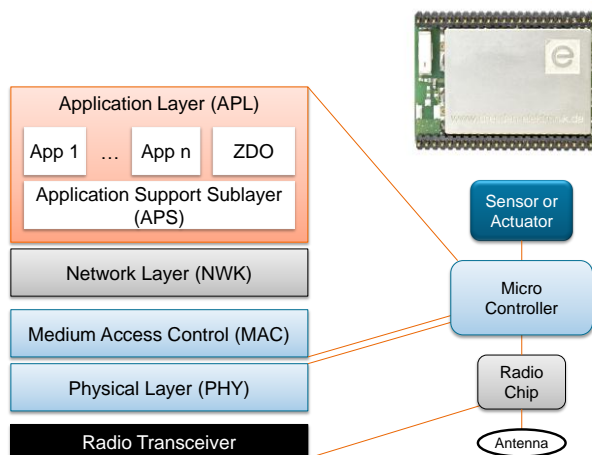 Application Layer (APL)
App 1
...
App n
ZDO
Application Support Sublayer
(APS)
Network Layer (NWK)
Medium Access Control (MAC)
Physical Layer (PHY)
Radio Transceiver
e
Sensor or
Actuator
Micro
Controller
Radio
Chip
Antenna